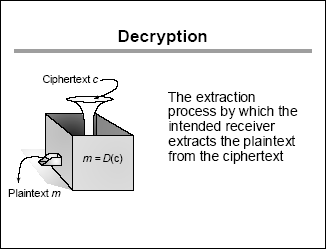 Decryption
Ciphertext c
m = D(c)
Plaintext m
The extraction
process by which the
intended receiver
extracts the plaintext
from the ciphertext